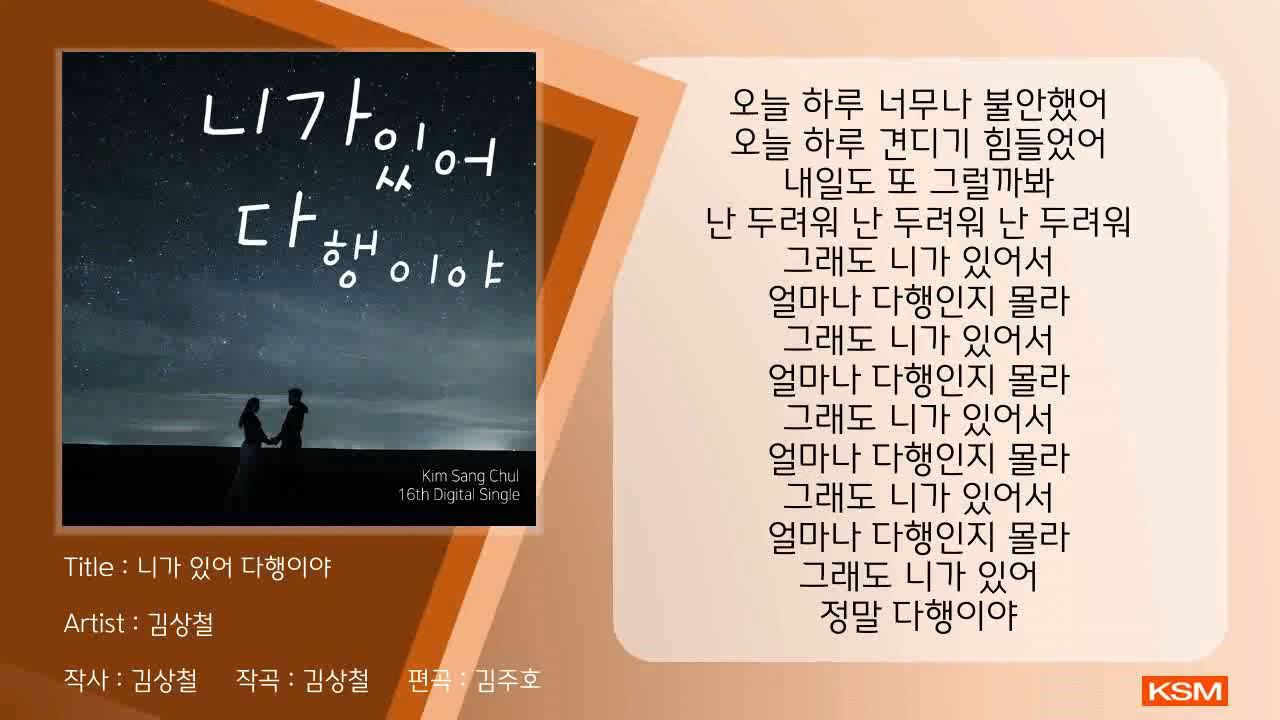 니가있어
다행이야
Kim Sang Chul
16th Digital Single
Title : 니가 있어 다행이야
Artist : 김상철
작사 : 김상철 작곡 : 김상철 편곡 : 김주호
오늘 하루 너무나 불안했어
오늘 하루 견디기 힘들었어
내일도 또 그럴까봐
난 두려워 난 두려워 난 두려워
그래도 니가 있어서
얼마나 다행인지 몰라
그래도 니가 있어서
얼마나 다행인지 몰라
그래도 니가 있어서
얼마나 다행인지 몰라
그래도 니가 있어서
얼마나 다행인지 몰라
그래도 니가 있어
정말 다행이야
KSM